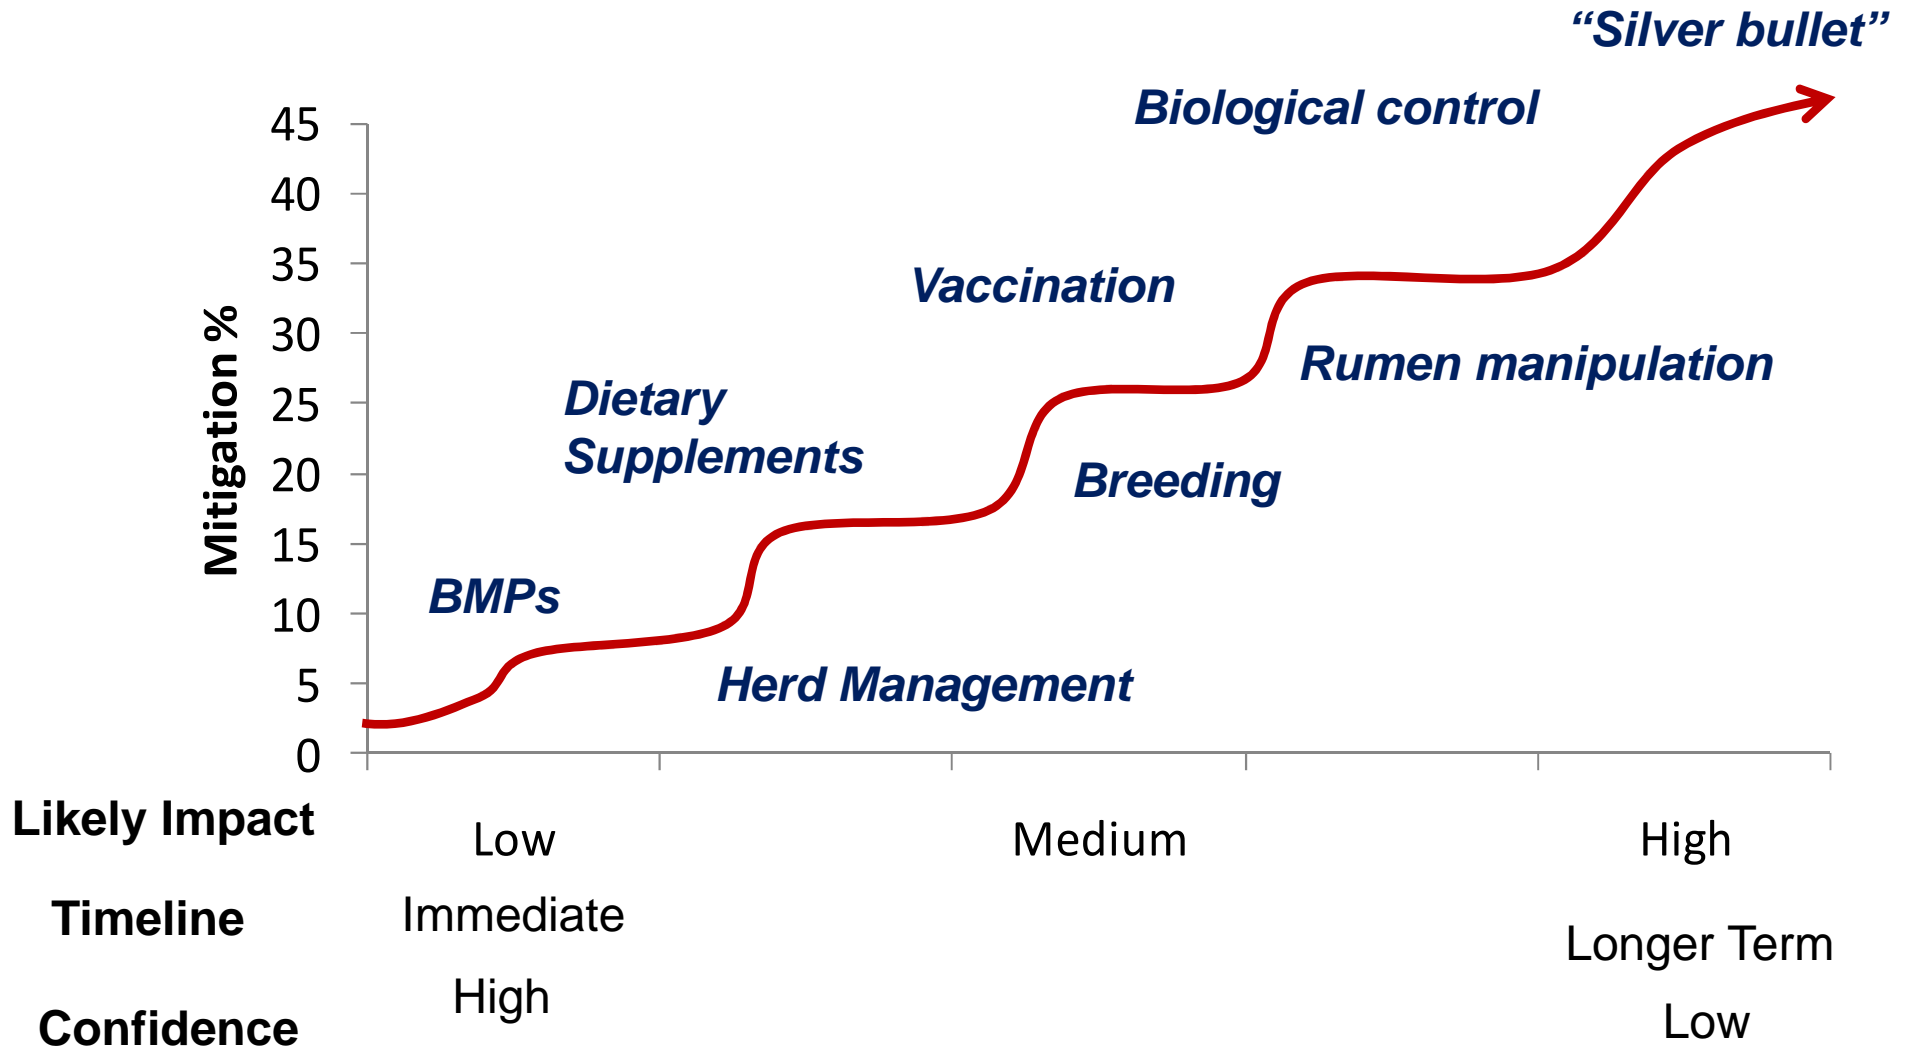 “Silver bullet”
Biological control
45
40
35
30
25
20
15
10
5
0
Mitigation %
Vaccination
Rumen manipulation
Dietary
Supplements
Breeding
BMPs
Herd Management
Likely Impact
Low
Medium
High
Timeline
Immediate
Longer Term
Confidence
High
Low